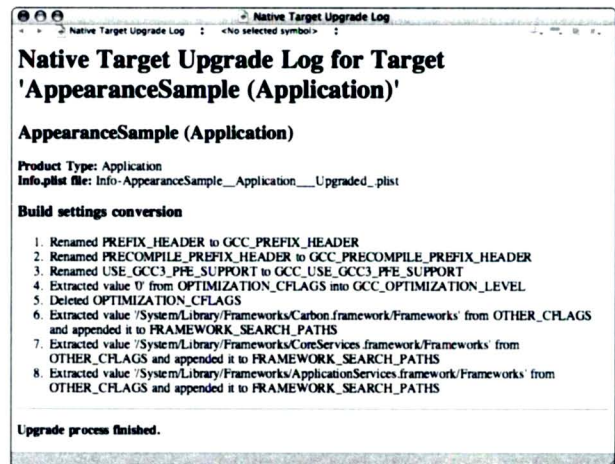 Native Target Upgrade Log
Native Target Upgrade Log : <No selected symbol> :
Native Target Upgrade Log for Target
'AppearanceSample (Application)'
AppearanceSample (Application)
Product Type: Application
Info.plist file: Info-AppearanceSample__Application___Upgraded_.plist
Build settings conversion
1. Renamed PREFIX_HEADER to GCC_PREFIX_HEADER
2. Renamed PRECOMPILE_PREFIX_HEADER to GCC_PRECOMPILE_PREFIX_HEADER
3. Renamed USE_GCC3_PFE_SUPPORT to GCC_USE_GCC3_PFE_SUPPORT
4. Extracted value '0' from OPTIMIZATION_CFLAGS into GCC_OPTIMIZATION_LEVEL
5. Deleted OPTIMIZATION_CFLAGS
6. Extracted value '/System/Library/Frameworks/Carbon.framework/Frameworks' from OTHER_CFLAGS
and appended it to FRAMEWORK_SEARCH_PATHS
7. Extracted value '/System/Library/Frameworks/CoreServices.framework/Frameworks' from
OTHER_CFLAGS and appended it to FRAMEWORK_SEARCH_PATHS
8. Extracted value '/System/Library/Frameworks/ApplicationServices.framework/Frameworks' from
OTHER_CFLAGS and appended it to FRAMEWORK_SEARCH_PATHS
Upgrade process finished.